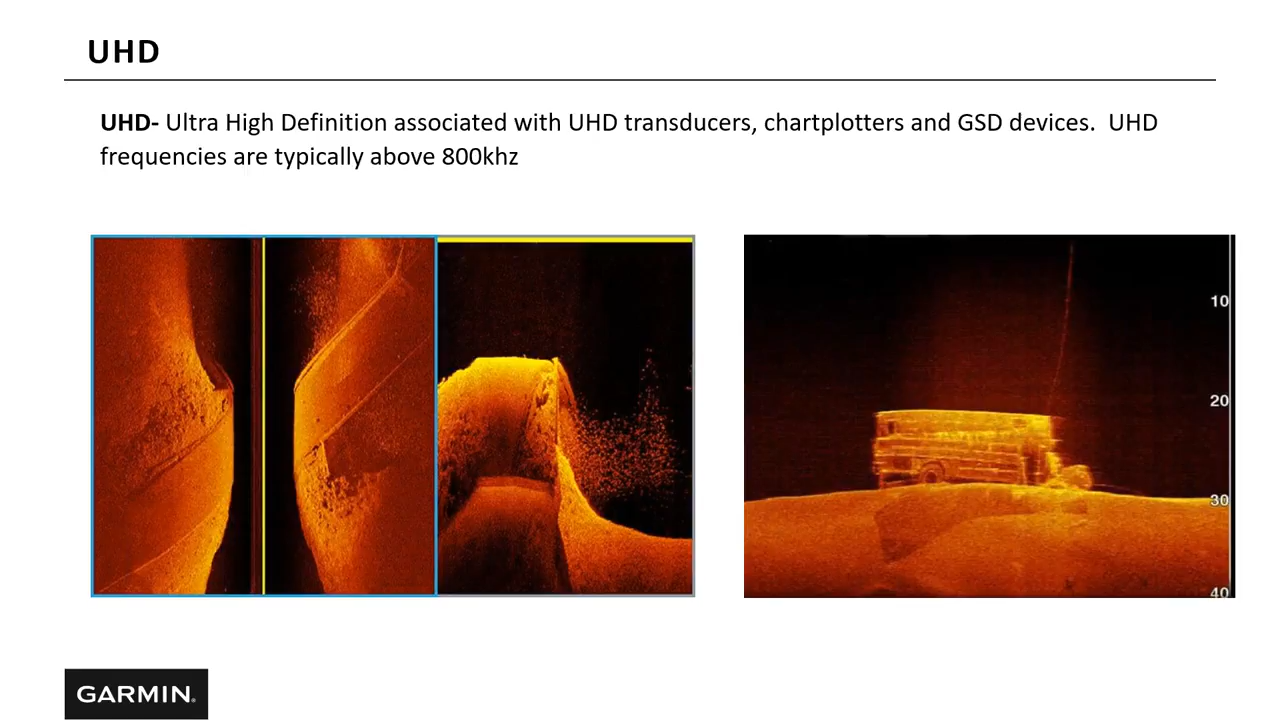 UHD
UHD- Ultra High Definition associated with UHD transducers, chartplotters and GSD devices.  UHD
frequencies are typically above 800khz
10
20
30
40
GARMIN.